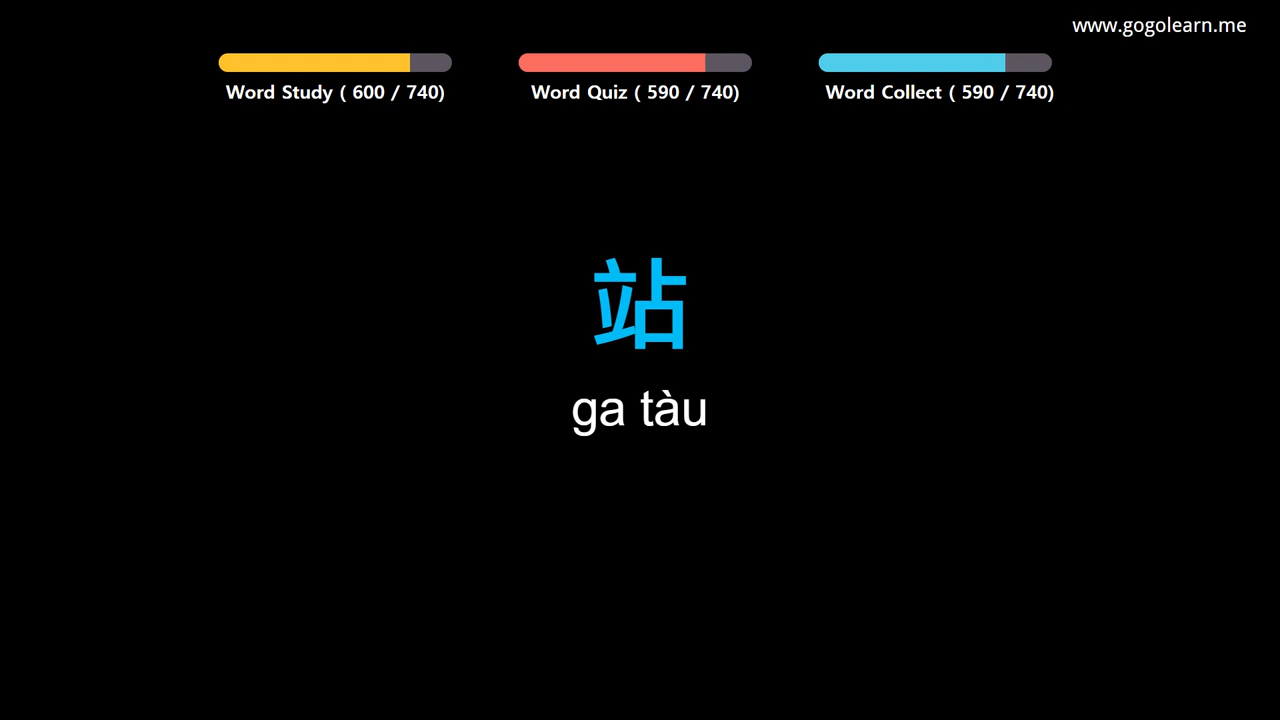 www.gogolearn.me
Word Study ( 600 / 740)
Word Quiz ( 590 / 740)
Word Collect ( 590 / 740)
站
ga tàu